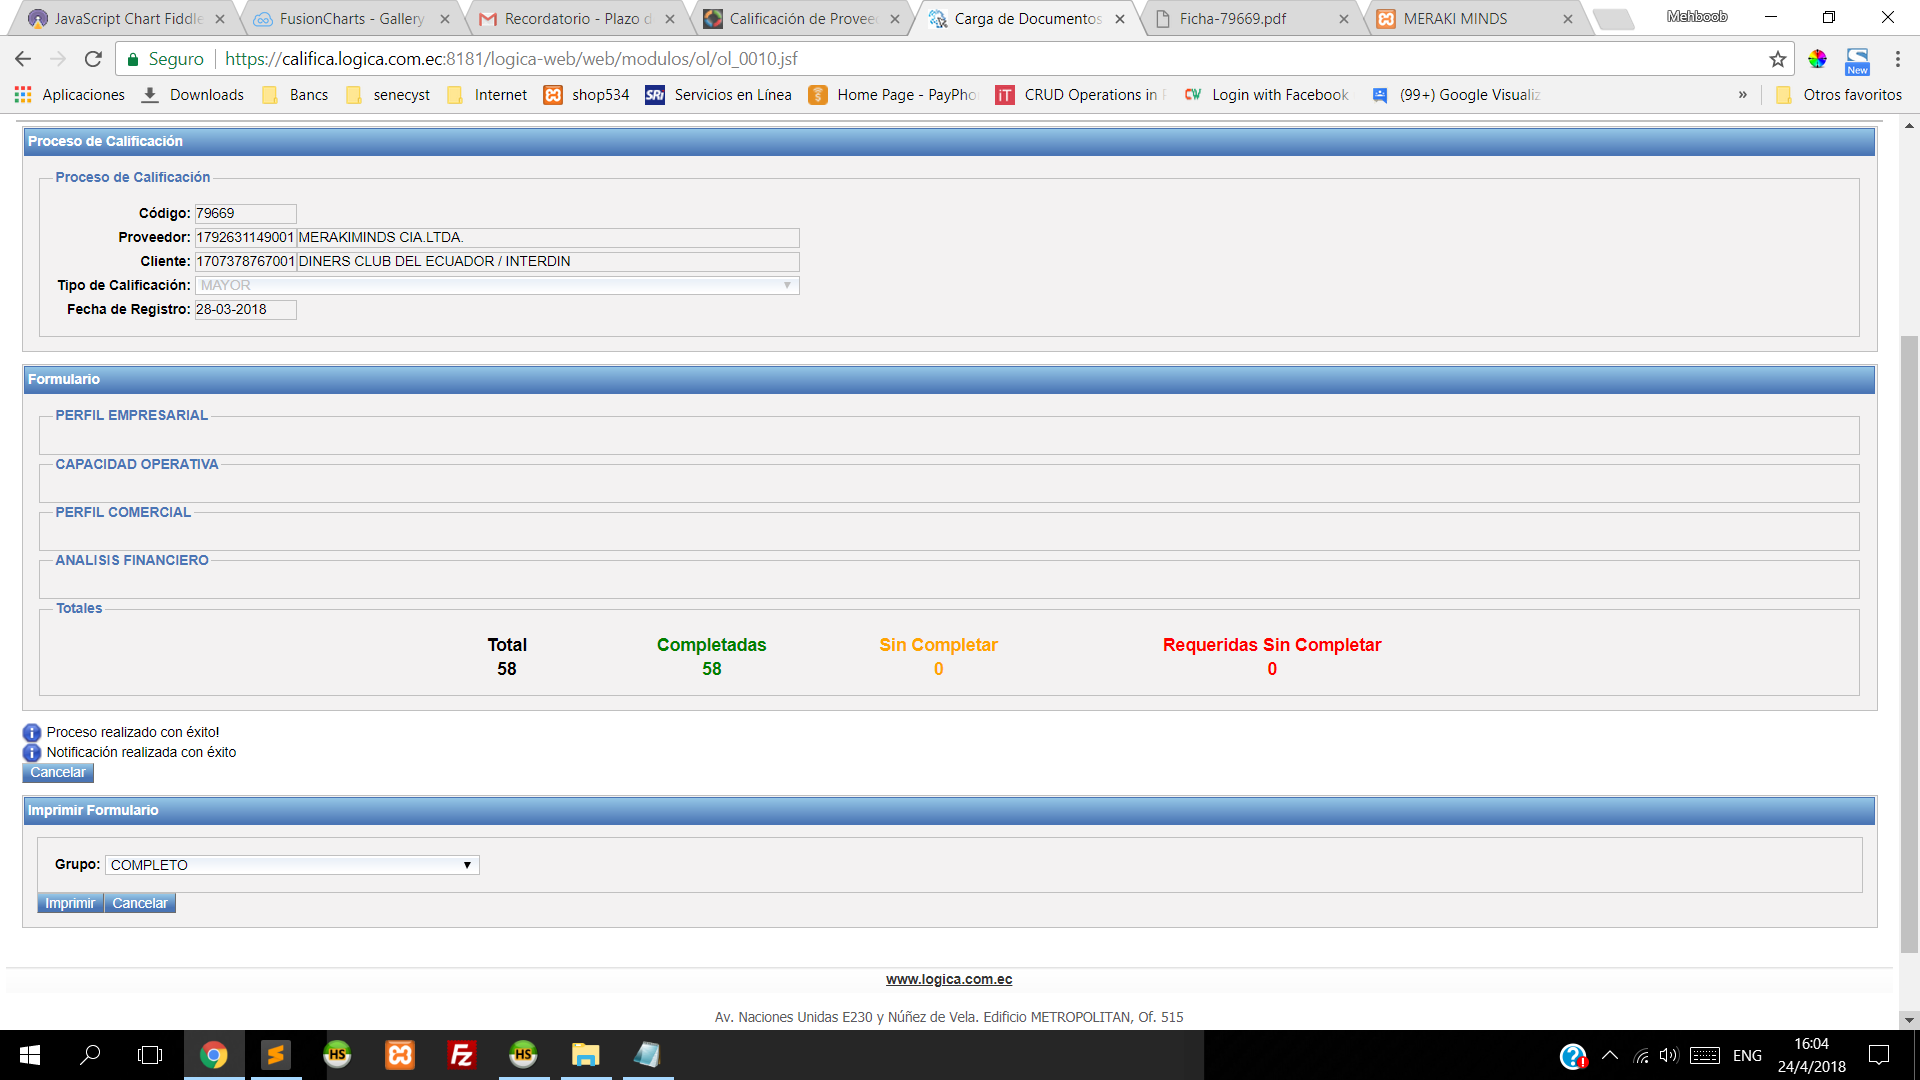 JavaScript Chart Fiddle
FusionCharts - Gallery
Recordatorio - Plazo d
Calificación de Provee
Carga de Documentos
Ficha-79669.pdf
MERAKI MINDS
Mehboob
Seguro
https://califica.logica.com.ec:8181/logica-web/web/modulos/ol/ol_0010.jsf
New
Aplicaciones
Downloads
Bancs
senecyst
Internet
shop534
SRi Servicios en Línea
Home Page - PayPho
iT CRUD Operations in
CW Login with Facebook
(99+) Google Visualiz
»
Otros favoritos
Proceso de Calificación
Proceso de Calificación
Código: 79669
Proveedor: 1792631149001 MERAKIMINDS CIA.LTDA.
Cliente: 1707378767001 DINERS CLUB DEL ECUADOR / INTERDIN
Tipo de Calificación: MAYOR
Fecha de Registro: 28-03-2018
Formulario
PERFIL EMPRESARIAL
CAPACIDAD OPERATIVA
PERFIL COMERCIAL
ANALISIS FINANCIERO
Totales
Total Completadas Sin Completar Requeridas Sin Completar
58 58 0 0
Proceso realizado con éxito!
Notificación realizada con éxito
Cancelar
Imprimir Formulario
Grupo: COMPLETO
Imprimir Cancelar
www.logica.com.ec
Av. Naciones Unidas E230 y Núñez de Vela. Edificio METROPOLITAN, Of. 515
HS
Fz
HS
ENG
16:04
24/4/2018